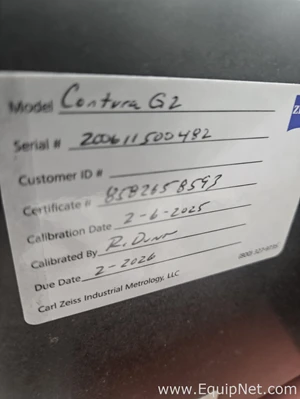 Model Contura G2
Serial # 200611500482
Customer ID #
Certificate # 8582658593
Calibration Date 2-6-2025
Calibrated By R. Dunn
Due Date 2-2026
Carl Zeiss Industrial Metrology, LLC
www.EquipNet.com